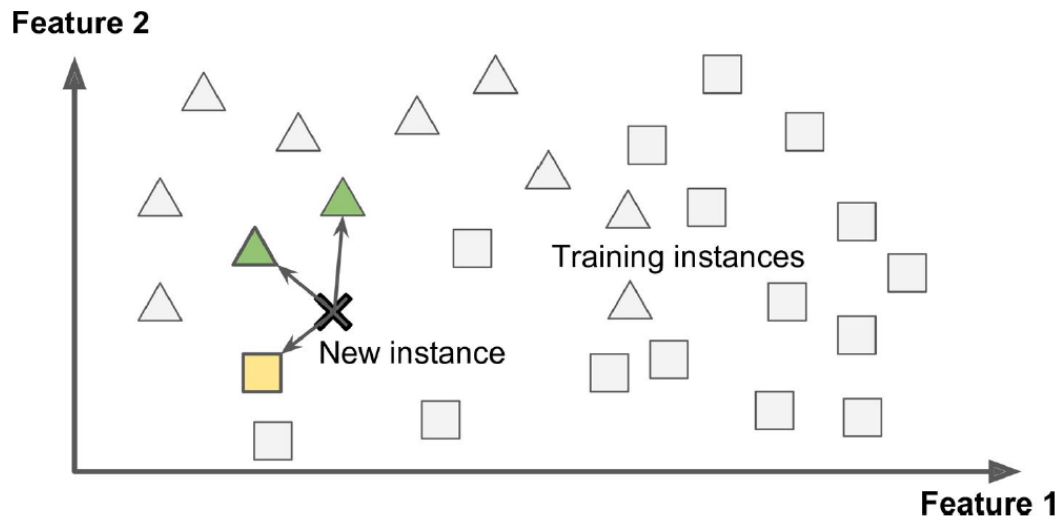 Feature 2
Training instances
New instance
Feature 1